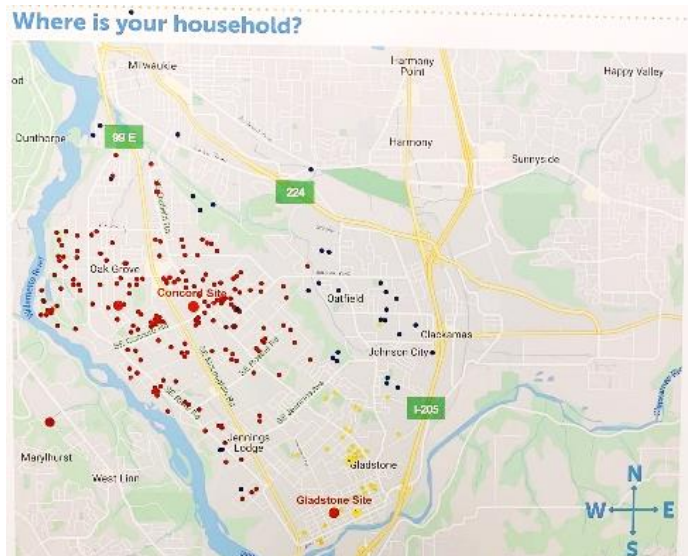 Where is your household?
Milwaukie
Harmony
Point
Happy Valley
Dunthorpe
99 E
Harmony
Sunnyside
224
Oak Grove
Concord Site
Oatfield
Clackamas
Johnson City
I-205
Jennings
Lodge
Marylhurst
West Linn
Gladstone
Gladstone Site
N
W E
S